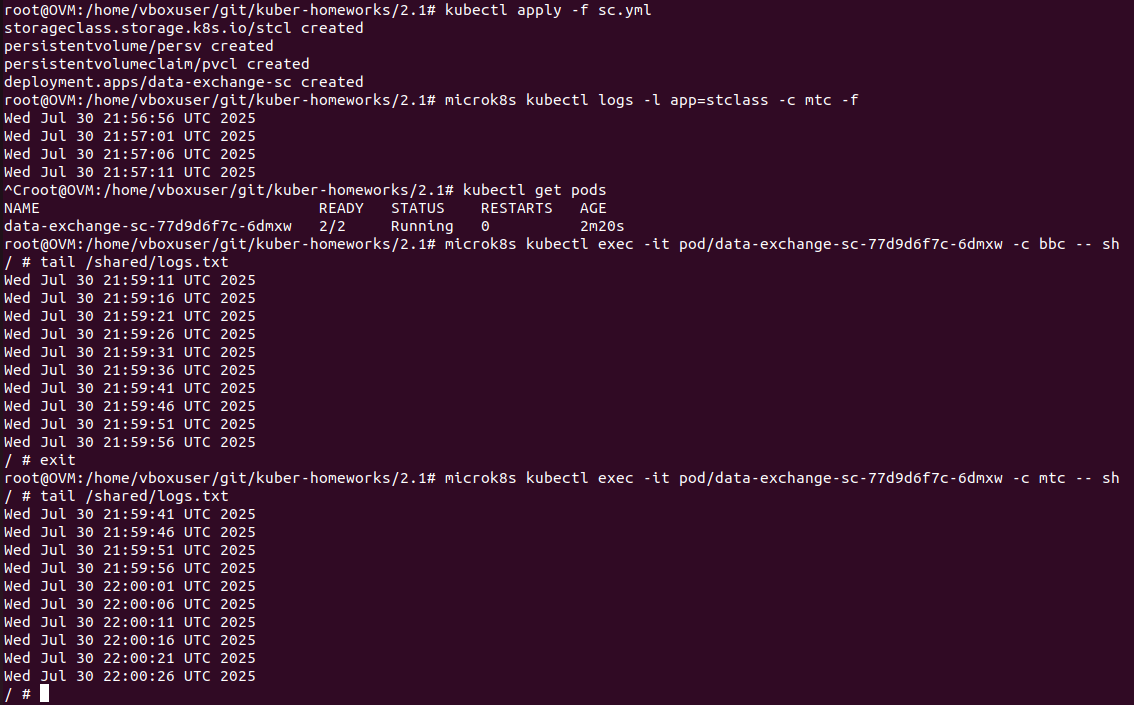 root@OVM:/home/vboxuser/git/kuber-homeworks/2.1# kubectl apply -f sc.yml
storageclass.storage.k8s.io/stcl created
persistentvolume/persv created
persistentvolumeclaim/pvcl created
deployment.apps/data-exchange-sc created
root@OVM:/home/vboxuser/git/kuber-homeworks/2.1# microk8s kubectl logs -l app=stclass -c mtc -f
Wed Jul 30 21:56:56 UTC 2025
Wed Jul 30 21:57:01 UTC 2025
Wed Jul 30 21:57:06 UTC 2025
Wed Jul 30 21:57:11 UTC 2025
^Croot@OVM:/home/vboxuser/git/kuber-homeworks/2.1# kubectl get pods
NAME                               READY   STATUS    RESTARTS   AGE
data-exchange-sc-77d9d6f7c-6dmxw   2/2     Running   0          2m20s
root@OVM:/home/vboxuser/git/kuber-homeworks/2.1# microk8s kubectl exec -it pod/data-exchange-sc-77d9d6f7c-6dmxw -c bbc -- sh
/ # tail /shared/logs.txt
Wed Jul 30 21:59:11 UTC 2025
Wed Jul 30 21:59:16 UTC 2025
Wed Jul 30 21:59:21 UTC 2025
Wed Jul 30 21:59:26 UTC 2025
Wed Jul 30 21:59:31 UTC 2025
Wed Jul 30 21:59:36 UTC 2025
Wed Jul 30 21:59:41 UTC 2025
Wed Jul 30 21:59:46 UTC 2025
Wed Jul 30 21:59:51 UTC 2025
Wed Jul 30 21:59:56 UTC 2025
/ # exit
root@OVM:/home/vboxuser/git/kuber-homeworks/2.1# microk8s kubectl exec -it pod/data-exchange-sc-77d9d6f7c-6dmxw -c mtc -- sh
/ # tail /shared/logs.txt
Wed Jul 30 21:59:41 UTC 2025
Wed Jul 30 21:59:46 UTC 2025
Wed Jul 30 21:59:51 UTC 2025
Wed Jul 30 21:59:56 UTC 2025
Wed Jul 30 22:00:01 UTC 2025
Wed Jul 30 22:00:06 UTC 2025
Wed Jul 30 22:00:11 UTC 2025
Wed Jul 30 22:00:16 UTC 2025
Wed Jul 30 22:00:21 UTC 2025
Wed Jul 30 22:00:26 UTC 2025
/ #